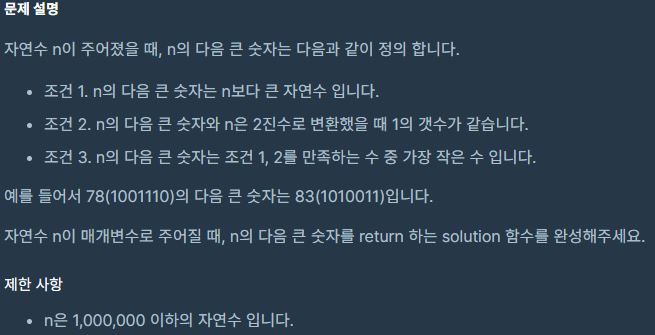 문제 설명
자연수 n이 주어졌을 때, n의 다음 큰 숫자는 다음과 같이 정의 합니다.
• 조건 1. n의 다음 큰 숫자는 n보다 큰 자연수 입니다.
• 조건 2. n의 다음 큰 숫자와 n은 2진수로 변환했을 때 1의 갯수가 같습니다.
• 조건 3. n의 다음 큰 숫자는 조건 1, 2를 만족하는 수 중 가장 작은 수 입니다.
예를 들어서 78(1001110)의 다음 큰 숫자는 83(1010011)입니다.
자연수 n이 매개변수로 주어질 때, n의 다음 큰 숫자를 return 하는 solution 함수를 완성해주세요.
제한 사항
• n은 1,000,000 이하의 자연수 입니다.